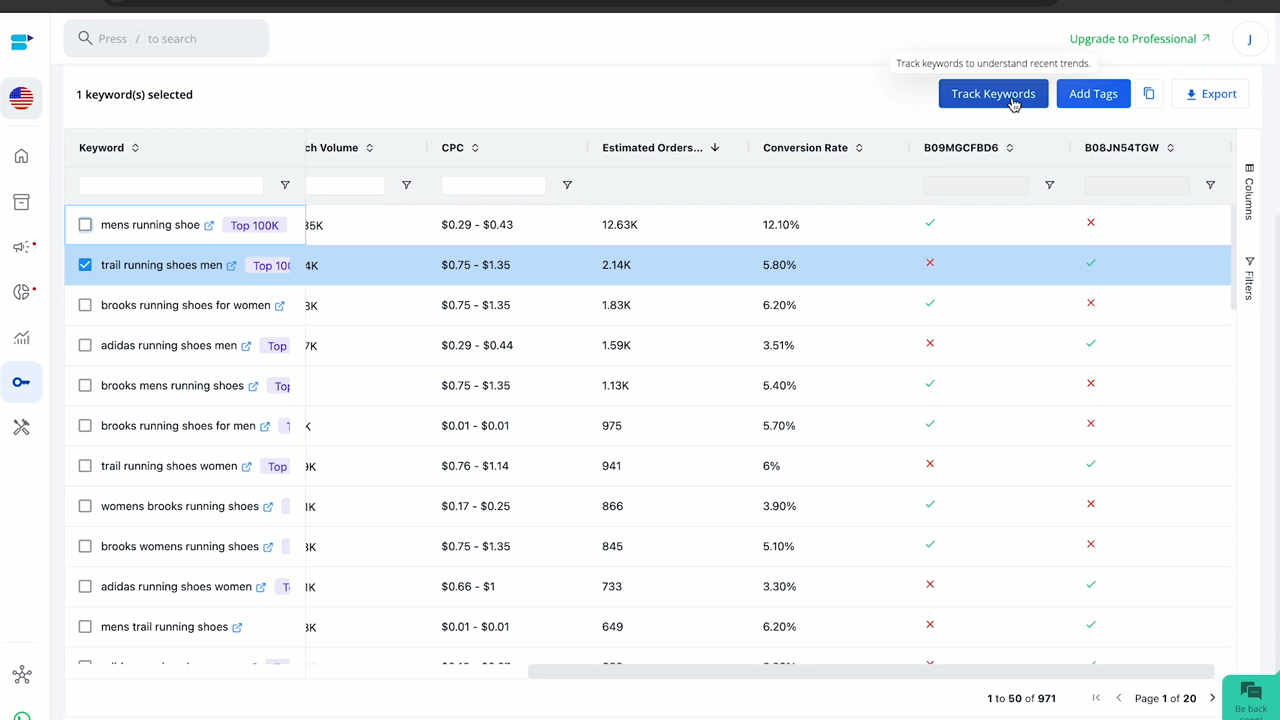 Press / to search
Upgrade to Professional
J
Track keywords to understand recent trends.
1 keyword(s) selected
Track Keywords
Add Tags
Export
Keyword ch Volume CPC Estimated Orders... Conversion Rate B09MGCFBD6 B08JN54TGW
Columns
Filters
mens running shoe Top 100K 35K $0.29 - $0.43 12.63K 12.10%
trail running shoes men Top 100 4K $0.75 - $1.35 2.14K 5.80%
brooks running shoes for women 3K $0.75 - $1.35 1.83K 6.20%
adidas running shoes men Top 7K $0.29 - $0.44 1.59K 3.51%
brooks mens running shoes Top $0.75 - $1.35 1.13K 5.40%
brooks running shoes for men K $0.01 - $0.01 975 5.70%
trail running shoes women Top 9K $0.76 - $1.14 941 6%
womens brooks running shoes 1K $0.17 - $0.25 866 3.90%
brooks womens running shoes 3K $0.75 - $1.35 845 5.10%
adidas running shoes women 1K $0.66 - $1 733 3.30%
mens trail running shoes 3K $0.01 - $0.01 649 6.20%
1 to 50 of 971
Page 1 of 20
Be back